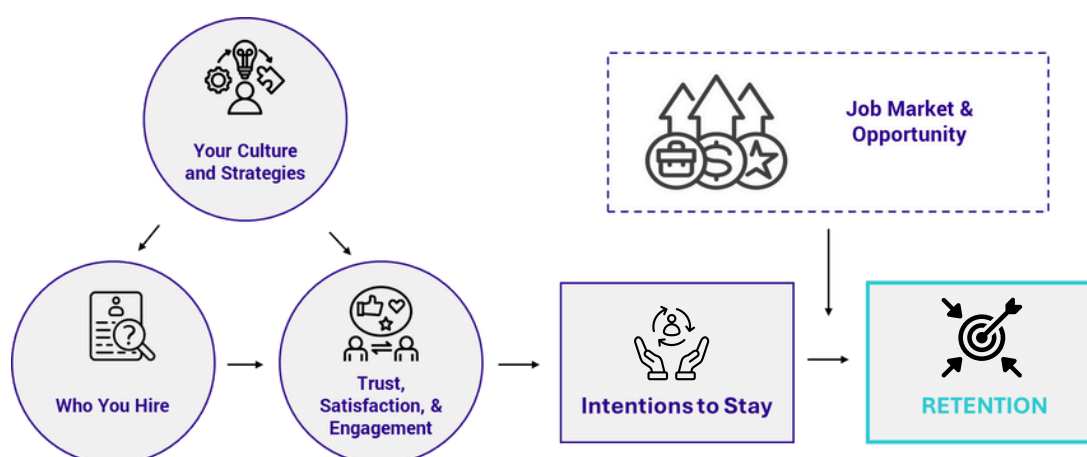 Your Culture
and Strategies
Job Market &
Opportunity
Who You Hire
Trust,
Satisfaction, &
Engagement
Intentions to Stay
RETENTION